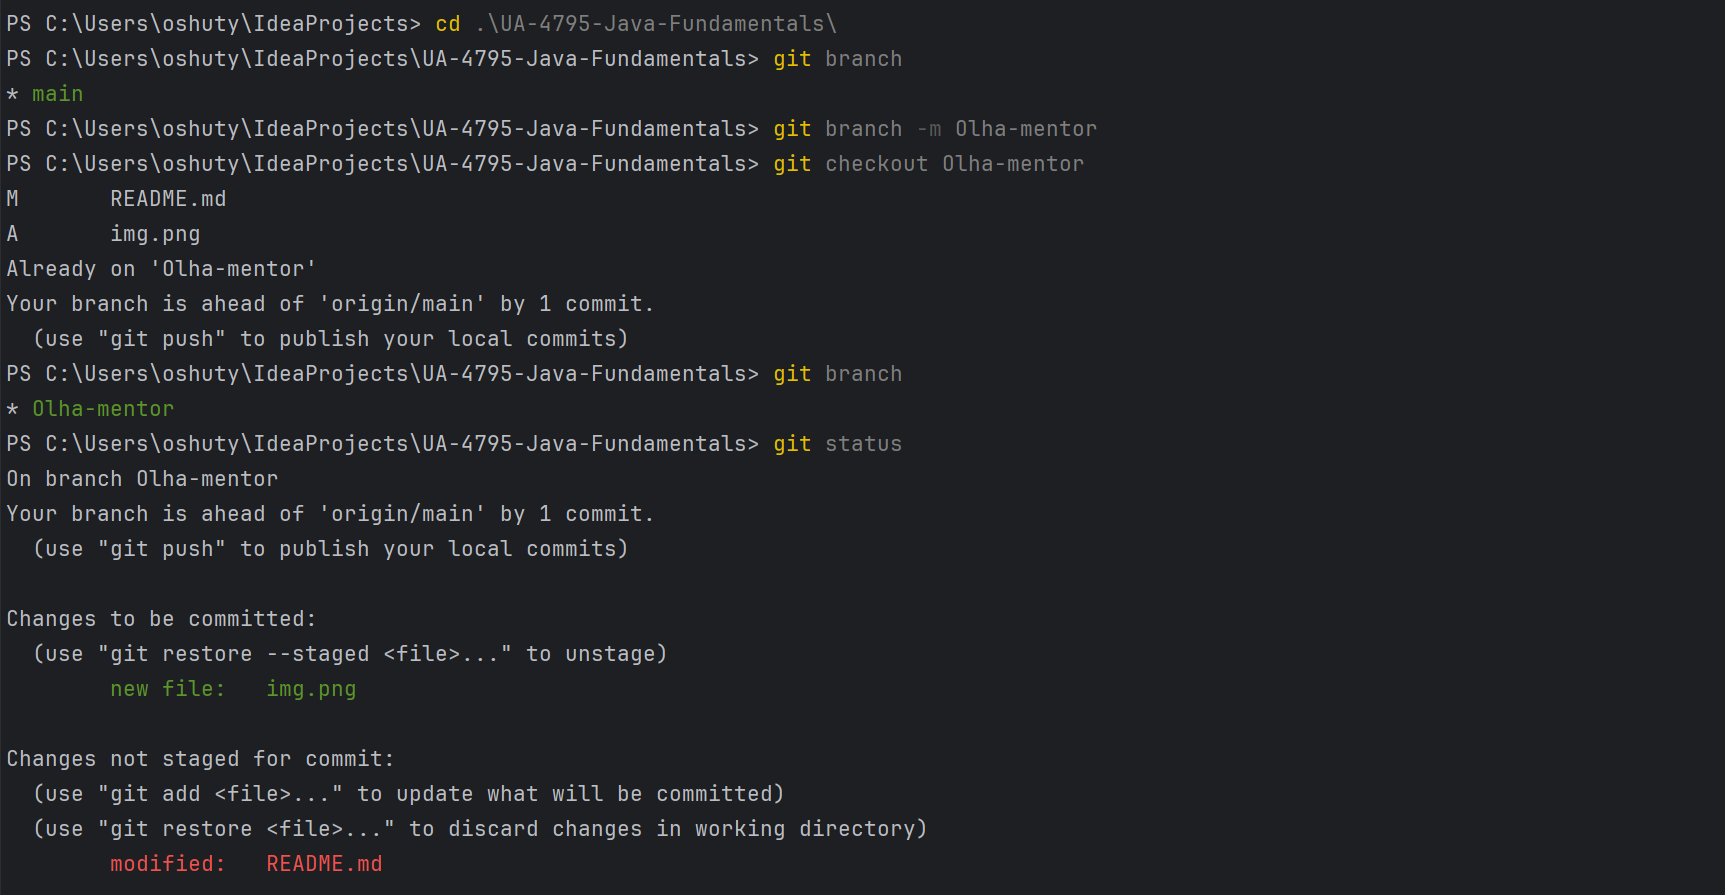 PS C:\Users\oshuty\IdeaProjects> cd .\UA-4795-Java-Fundamentals\
PS C:\Users\oshuty\IdeaProjects\UA-4795-Java-Fundamentals> git branch
* main
PS C:\Users\oshuty\IdeaProjects\UA-4795-Java-Fundamentals> git branch -m Olha-mentor
PS C:\Users\oshuty\IdeaProjects\UA-4795-Java-Fundamentals> git checkout Olha-mentor
M       README.md
A       img.png
Already on 'Olha-mentor'
Your branch is ahead of 'origin/main' by 1 commit.
  (use "git push" to publish your local commits)
PS C:\Users\oshuty\IdeaProjects\UA-4795-Java-Fundamentals> git branch
* Olha-mentor
PS C:\Users\oshuty\IdeaProjects\UA-4795-Java-Fundamentals> git status
On branch Olha-mentor
Your branch is ahead of 'origin/main' by 1 commit.
  (use "git push" to publish your local commits)

Changes to be committed:
  (use "git restore --staged <file>..." to unstage)
        new file:   img.png

Changes not staged for commit:
  (use "git add <file>..." to update what will be committed)
  (use "git restore <file>..." to discard changes in working directory)
        modified:   README.md